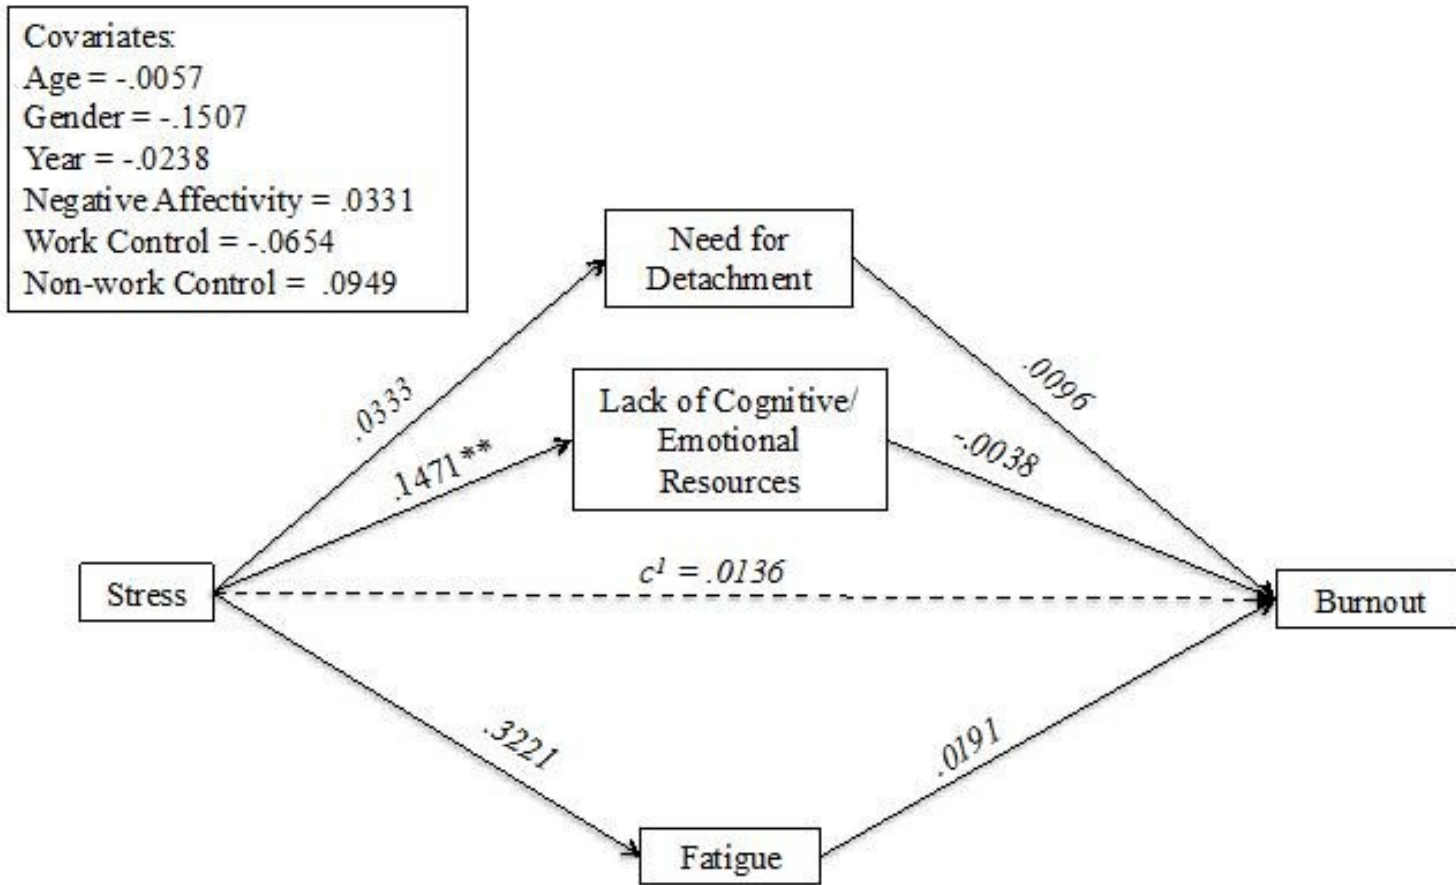 Covariates:
Age = -.0057
Gender = -.1507
Year = -.0238
Negative Affectivity = .0331
Work Control = -.0654
Non-work Control = .0949
Need for
Detachment
.0333
.0096
Lack of Cognitive/
Emotional
Resources
.1471**
-.0038
c¹ = .0136
Stress
Burnout
.3221
.0191
Fatigue